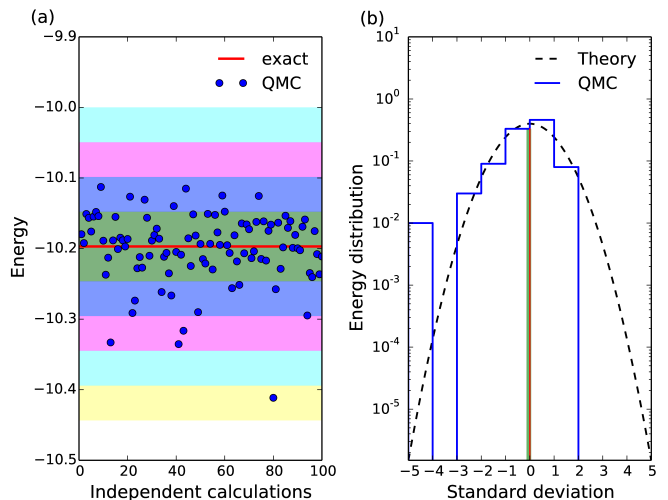 (a)
−9.9
−10.0
−10.1
−10.2
−10.3
−10.4
−10.5
Energy
exact
QMC
0 20 40 60 80 100
Independent calculations
(b)
10^2
10^1
10^0
10^-1
10^-2
10^-3
10^-4
10^-5
Energy distribution
Theory
QMC
−5 −4 −3 −2 −1 0 1 2 3 4 5
Standard deviation